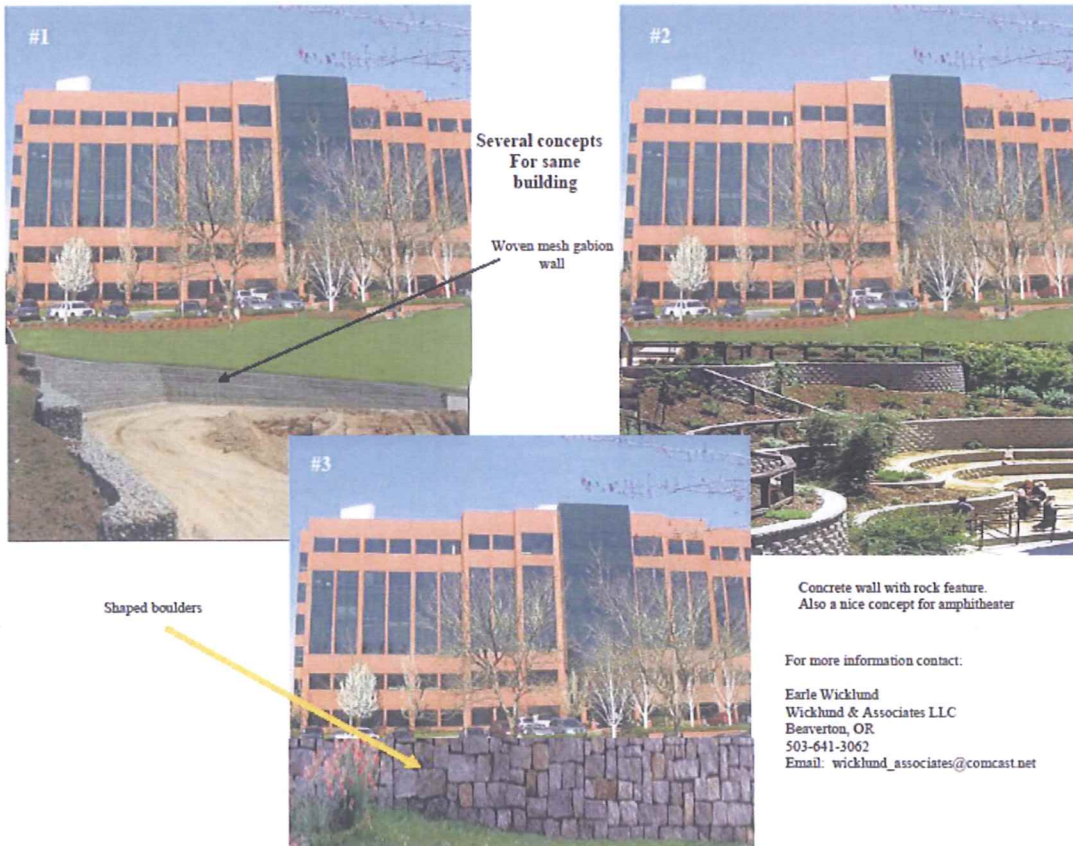 #1
#2
Several concepts
For same
building
Woven mesh gabion
wall
#3
Shaped boulders
Concrete wall with rock feature.
Also a nice concept for amphitheater
For more information contact:
Earle Wicklund
Wicklund & Associates LLC
Beaverton, OR
503-641-3062
Email: wicklund_associates@comcast.net